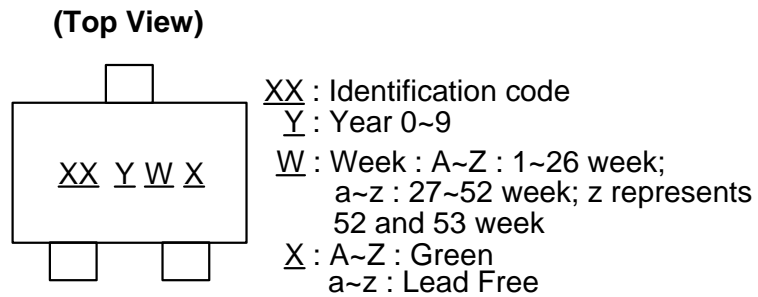 (Top View)
XX : Identification code
Y : Year 0~9
XX Y W X
W : Week : A~Z : 1~26 week;
a~z : 27~52 week; z represents
52 and 53 week
X : A~Z : Green
a~z : Lead Free